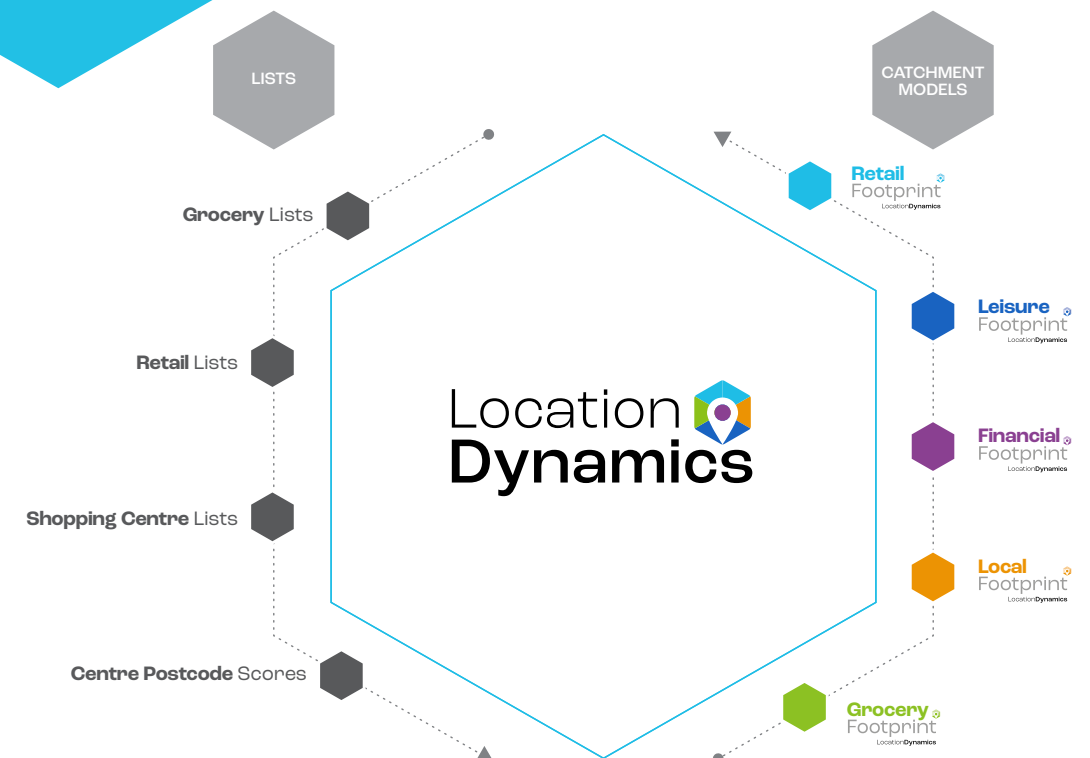 LISTS
CATCHMENT
MODELS
Grocery Lists
Retail Lists
Shopping Centre Lists
Centre Postcode Scores
Location
Dynamics
Retail
Footprint
LocationDynamics
Leisure
Footprint
LocationDynamics
Financial
Footprint
LocationDynamics
Local
Footprint
LocationDynamics
Grocery
Footprint
LocationDynamics